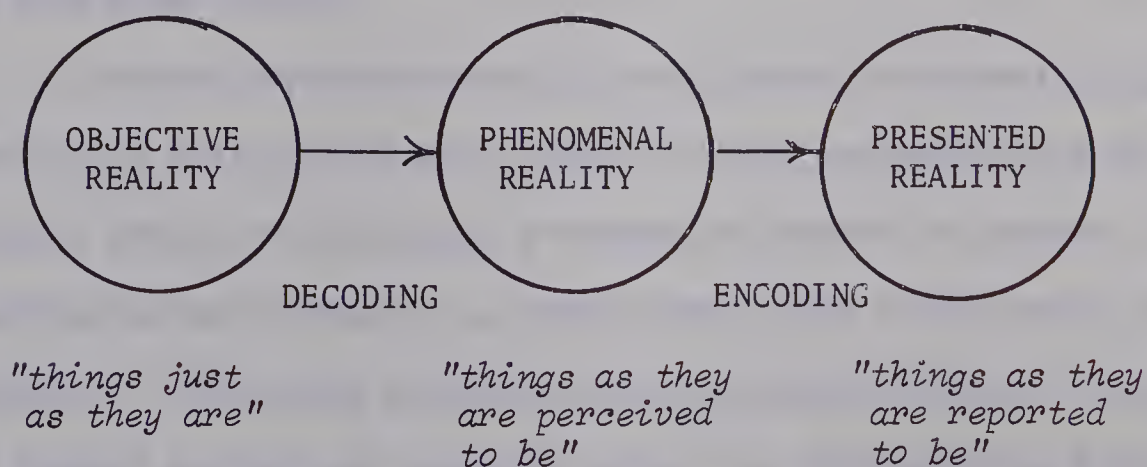 OBJECTIVE
REALITY
PHENOMENAL
REALITY
PRESENTED
REALITY
DECODING
ENCODING
"things just
as they are"
"things as they
are perceived
to be"
"things as they
are reported
to be"